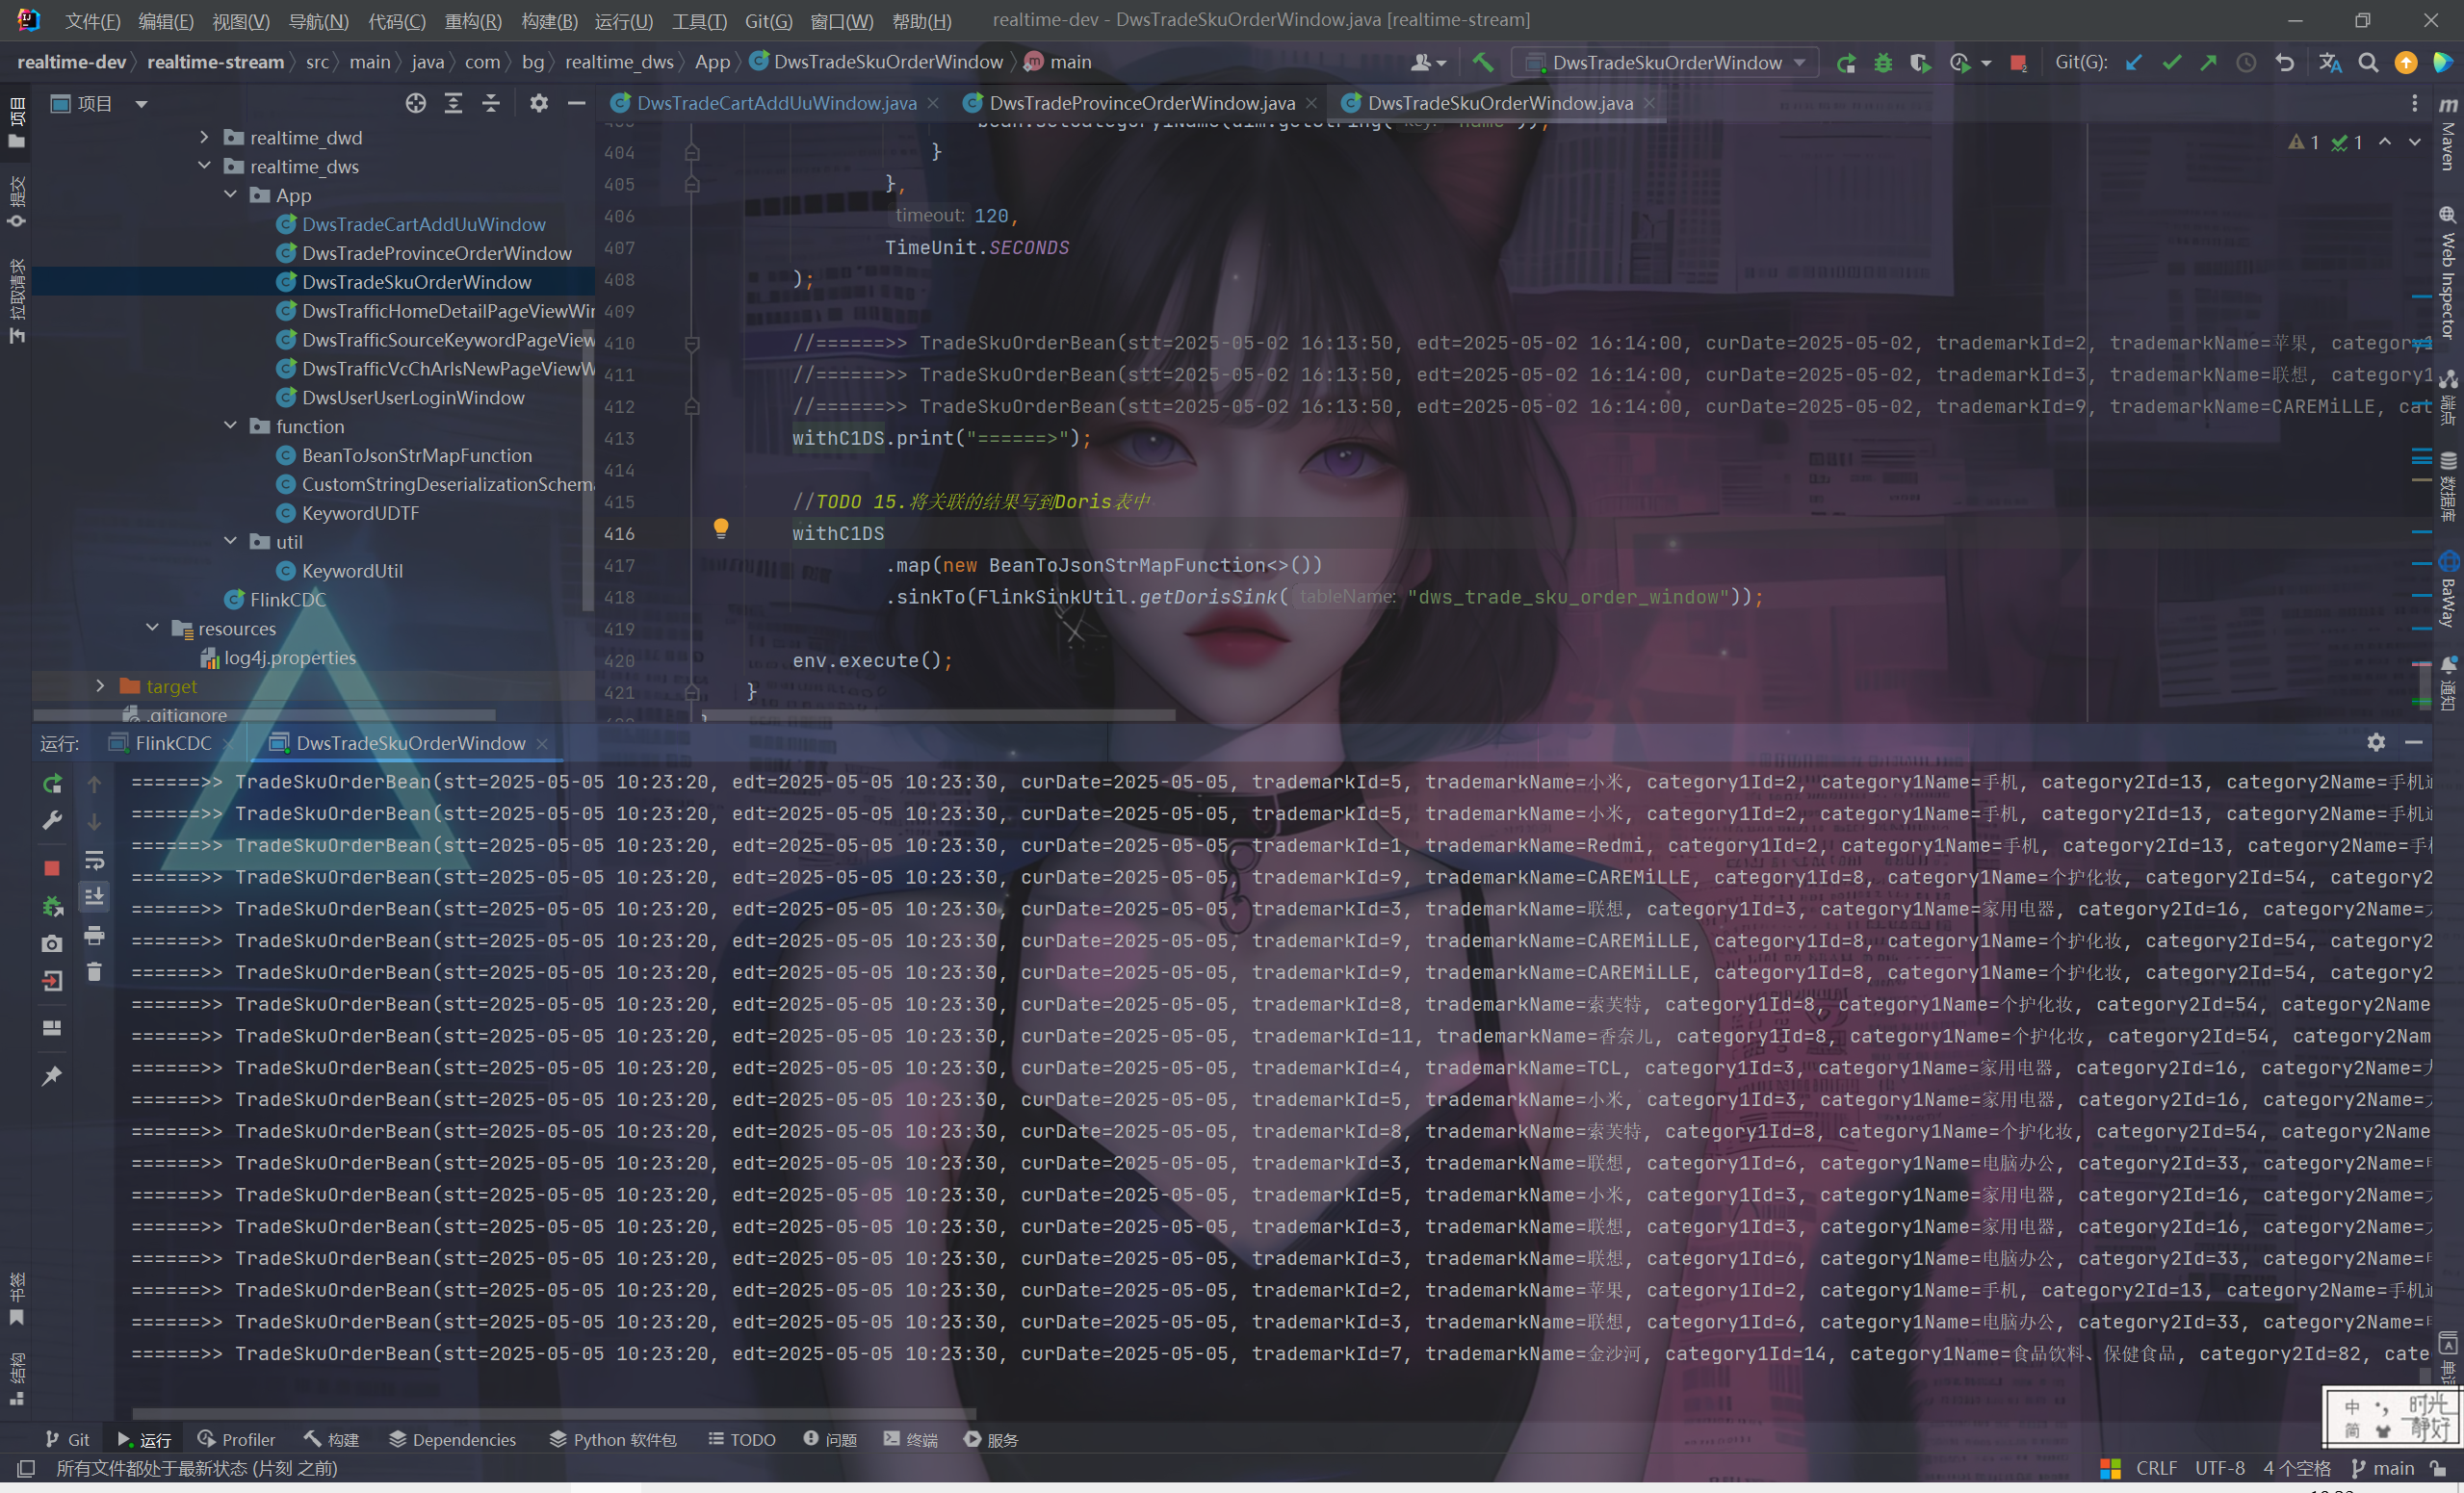 文件(F) 编辑(E) 视图(V) 导航(N) 代码(C) 重构(R) 构建(B) 运行(U) 工具(T) Git(G) 窗口(W) 帮助(H) realtime-dev - DwsTradeSkuOrderWindow.java [realtime-stream]
realtime-dev realtime-stream src main java com bg realtime_dws App DwsTradeSkuOrderWindow main DwsTradeSkuOrderWindow Git(G):
项目 DwsTradeCartAddUuWindow.java DwsTradeProvinceOrderWindow.java DwsTradeSkuOrderWindow.java
项目
提交
拉取请求
书签
结构
realtime_dwd
realtime_dws
App
DwsTradeCartAddUuWindow
DwsTradeProvinceOrderWindow
DwsTradeSkuOrderWindow
DwsTrafficHomeDetailPageViewWin
DwsTrafficSourceKeywordPageView
DwsTrafficVcChArIsNewPageViewW
DwsUserUserLoginWindow
function
BeanToJsonStrMapFunction
CustomStringDeserializationSchema
KeywordUDTF
util
KeywordUtil
FlinkCDC
resources
log4j.properties
target
.gitignore
1 1
404 }
405 },
406 timeout: 120,
407 TimeUnit.SECONDS
408 );
409
410 //======>> TradeSkuOrderBean(stt=2025-05-02 16:13:50, edt=2025-05-02 16:14:00, curDate=2025-05-02, trademarkId=2, trademarkName=苹果, category1
411 //======>> TradeSkuOrderBean(stt=2025-05-02 16:13:50, edt=2025-05-02 16:14:00, curDate=2025-05-02, trademarkId=3, trademarkName=联想, category1
412 //======>> TradeSkuOrderBean(stt=2025-05-02 16:13:50, edt=2025-05-02 16:14:00, curDate=2025-05-02, trademarkId=9, trademarkName=CAREMiLLE, cat
413 withC1DS.print("======>");
414
415 //TODO 15.将关联的结果写到Doris表中
416 withC1DS
417 .map(new BeanToJsonStrMapFunction<>())
418 .sinkTo(FlinkSinkUtil.getDorisSink( tableName: "dws_trade_sku_order_window"));
419
420 env.execute();
421 }
Maven
Web Inspector
端点
数据库
BaWay
通知
运行: FlinkCDC DwsTradeSkuOrderWindow
======>> TradeSkuOrderBean(stt=2025-05-05 10:23:20, edt=2025-05-05 10:23:30, curDate=2025-05-05, trademarkId=5, trademarkName=小米, category1Id=2, category1Name=手机, category2Id=13, category2Name=手机
======>> TradeSkuOrderBean(stt=2025-05-05 10:23:20, edt=2025-05-05 10:23:30, curDate=2025-05-05, trademarkId=5, trademarkName=小米, category1Id=2, category1Name=手机, category2Id=13, category2Name=手机
======>> TradeSkuOrderBean(stt=2025-05-05 10:23:20, edt=2025-05-05 10:23:30, curDate=2025-05-05, trademarkId=1, trademarkName=Redmi, category1Id=2, category1Name=手机, category2Id=13, category2Name=手
======>> TradeSkuOrderBean(stt=2025-05-05 10:23:20, edt=2025-05-05 10:23:30, curDate=2025-05-05, trademarkId=9, trademarkName=CAREMiLLE, category1Id=8, category1Name=个护化妆, category2Id=54, category2
======>> TradeSkuOrderBean(stt=2025-05-05 10:23:20, edt=2025-05-05 10:23:30, curDate=2025-05-05, trademarkId=3, trademarkName=联想, category1Id=3, category1Name=家用电器, category2Id=16, category2Name=
======>> TradeSkuOrderBean(stt=2025-05-05 10:23:20, edt=2025-05-05 10:23:30, curDate=2025-05-05, trademarkId=9, trademarkName=CAREMiLLE, category1Id=8, category1Name=个护化妆, category2Id=54, category2
======>> TradeSkuOrderBean(stt=2025-05-05 10:23:20, edt=2025-05-05 10:23:30, curDate=2025-05-05, trademarkId=9, trademarkName=CAREMiLLE, category1Id=8, category1Name=个护化妆, category2Id=54, category2
======>> TradeSkuOrderBean(stt=2025-05-05 10:23:20, edt=2025-05-05 10:23:30, curDate=2025-05-05, trademarkId=8, trademarkName=索芙特, category1Id=8, category1Name=个护化妆, category2Id=54, category2Name
======>> TradeSkuOrderBean(stt=2025-05-05 10:23:20, edt=2025-05-05 10:23:30, curDate=2025-05-05, trademarkId=11, trademarkName=香奈儿, category1Id=8, category1Name=个护化妆, category2Id=54, category2Nam
======>> TradeSkuOrderBean(stt=2025-05-05 10:23:20, edt=2025-05-05 10:23:30, curDate=2025-05-05, trademarkId=4, trademarkName=TCL, category1Id=3, category1Name=家用电器, category2Id=16, category2Name=
======>> TradeSkuOrderBean(stt=2025-05-05 10:23:20, edt=2025-05-05 10:23:30, curDate=2025-05-05, trademarkId=5, trademarkName=小米, category1Id=3, category1Name=家用电器, category2Id=16, category2Name=
======>> TradeSkuOrderBean(stt=2025-05-05 10:23:20, edt=2025-05-05 10:23:30, curDate=2025-05-05, trademarkId=8, trademarkName=索芙特, category1Id=8, category1Name=个护化妆, category2Id=54, category2Name
======>> TradeSkuOrderBean(stt=2025-05-05 10:23:20, edt=2025-05-05 10:23:30, curDate=2025-05-05, trademarkId=3, trademarkName=联想, category1Id=6, category1Name=电脑办公, category2Id=33, category2Name=
======>> TradeSkuOrderBean(stt=2025-05-05 10:23:20, edt=2025-05-05 10:23:30, curDate=2025-05-05, trademarkId=5, trademarkName=小米, category1Id=3, category1Name=家用电器, category2Id=16, category2Name=
======>> TradeSkuOrderBean(stt=2025-05-05 10:23:20, edt=2025-05-05 10:23:30, curDate=2025-05-05, trademarkId=3, trademarkName=联想, category1Id=3, category1Name=家用电器, category2Id=16, category2Name=
======>> TradeSkuOrderBean(stt=2025-05-05 10:23:20, edt=2025-05-05 10:23:30, curDate=2025-05-05, trademarkId=3, trademarkName=联想, category1Id=6, category1Name=电脑办公, category2Id=33, category2Name=
======>> TradeSkuOrderBean(stt=2025-05-05 10:23:20, edt=2025-05-05 10:23:30, curDate=2025-05-05, trademarkId=2, trademarkName=苹果, category1Id=2, category1Name=手机, category2Id=13, category2Name=手机
======>> TradeSkuOrderBean(stt=2025-05-05 10:23:20, edt=2025-05-05 10:23:30, curDate=2025-05-05, trademarkId=3, trademarkName=联想, category1Id=6, category1Name=电脑办公, category2Id=33, category2Name=
======>> TradeSkuOrderBean(stt=2025-05-05 10:23:20, edt=2025-05-05 10:23:30, curDate=2025-05-05, trademarkId=7, trademarkName=金沙河, category1Id=14, category1Name=食品饮料、保健食品, category2Id=82, cate
中 简 时光静好
Git 运行 Profiler 构建 Dependencies Python 软件包 TODO 问题 终端 服务
所有文件都处于最新状态 (片刻 之前) CRLF UTF-8 4 个空格 main